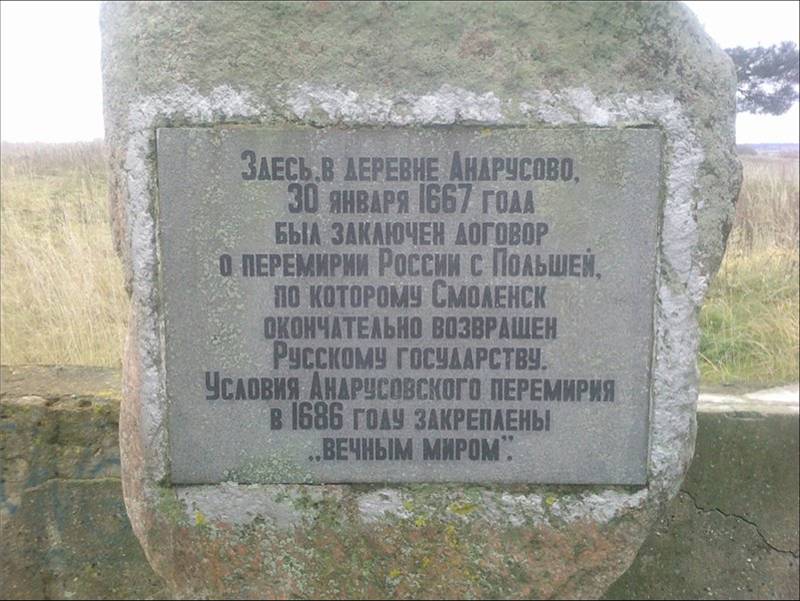 Здесь, в деревне Андрусово,
30 января 1667 года
был заключен договор
о перемирии России с Польшей,
по которому Смоленск
окончательно возвращен
Русскому государству.
Условия Андрусовского перемирия
в 1686 году закреплены
„вечным миром”.